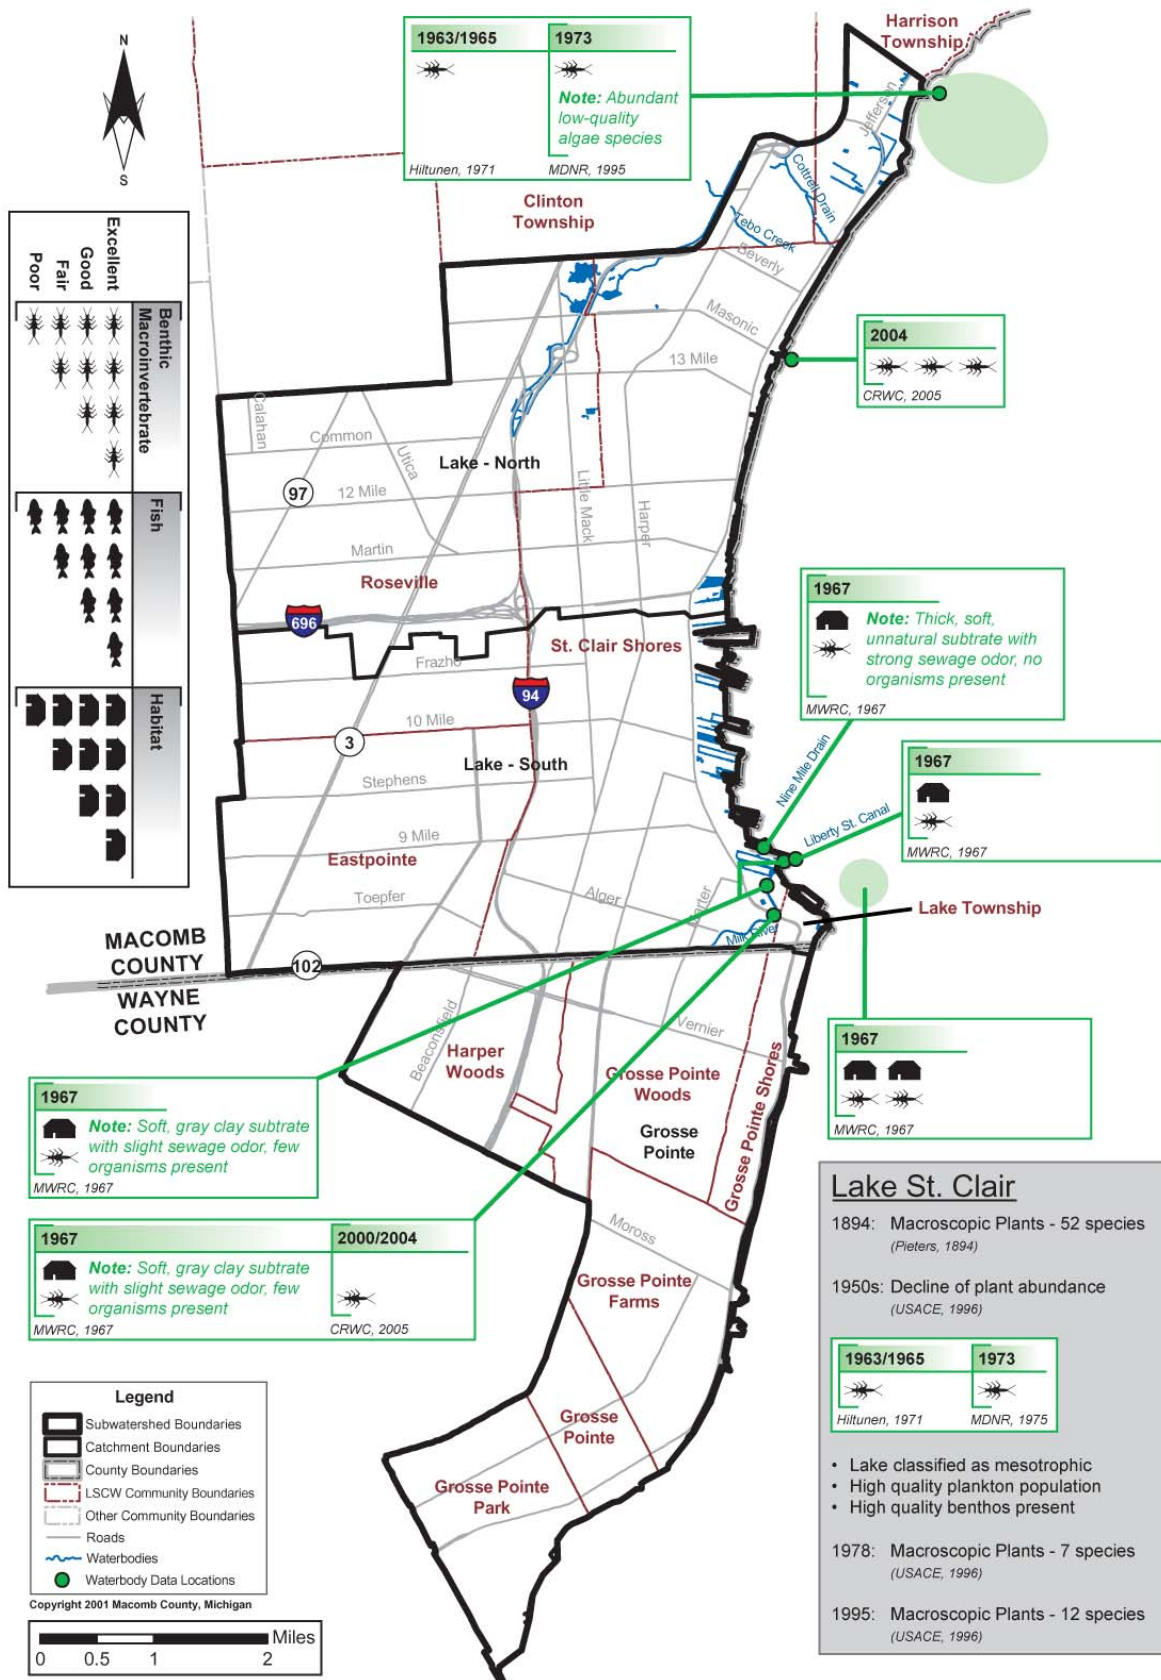 Harrison
Township
N
S
1963/1965
1973
Note: Abundant
low-quality
algae species
Hiltunen, 1971
MDNR, 1995
Jefferson
Cottrell Drain
Tebo Creek
Beverly
Clinton
Township
Masonic
13 Mile
2004
CRWC, 2005
Excellent
Good
Fair
Poor
Benthic
Macroinvertebrate
Fish
Habitat
Calahan
Common
Utica
Lake - North
97
12 Mile
Little Mack
Harper
Martin
Roseville
696
St. Clair Shores
Frazho
94
10 Mile
3
Lake - South
Stephens
9 Mile
Eastpointe
Toepfer
Alger
Milk River
1967
Note: Thick, soft,
unnatural subtrate with
strong sewage odor, no
organisms present
MWRC, 1967
Nine Mile Drain
1967
Liberty St. Canal
MWRC, 1967
Lake Township
MACOMB
COUNTY
102
WAYNE
COUNTY
Beaconsfield
Vernier
Harper
Woods
Grosse Pointe
Woods
Grosse
Pointe
Grosse Pointe Shores
1967
MWRC, 1967
1967
Note: Soft, gray clay subtrate
with slight sewage odor, few
organisms present
MWRC, 1967
1967
2000/2004
Note: Soft, gray clay subtrate
with slight sewage odor, few
organisms present
MWRC, 1967
CRWC, 2005
Moross
Grosse Pointe
Farms
Grosse
Pointe
Grosse Pointe
Park
Lake St. Clair
1894: Macroscopic Plants - 52 species
(Pieters, 1894)
1950s: Decline of plant abundance
(USACE, 1996)
1963/1965
1973
Hiltunen, 1971
MDNR, 1975
• Lake classified as mesotrophic
• High quality plankton population
• High quality benthos present
1978: Macroscopic Plants - 7 species
(USACE, 1996)
1995: Macroscopic Plants - 12 species
(USACE, 1996)
Legend
Subwatershed Boundaries
Catchment Boundaries
County Boundaries
LSCW Community Boundaries
Other Community Boundaries
Roads
Waterbodies
Waterbody Data Locations
Copyright 2001 Macomb County, Michigan
Miles
0 0.5 1 2